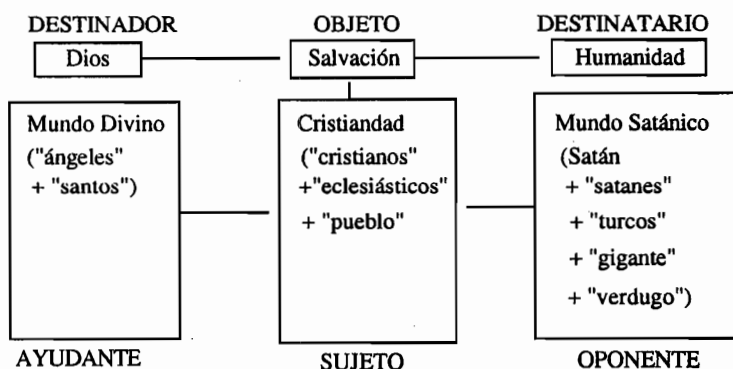 DESTINADOR OBJETO DESTINATARIO
Dios Salvación Humanidad
Mundo Divino
("ángeles"
+ "santos")
Cristiandad
("cristianos"
+"eclesiásticos"
+ "pueblo"
Mundo Satánico
(Satán
+ "satanes"
+ "turcos"
+ "gigante"
+ "verdugo")
AYUDANTE SUJETO OPONENTE